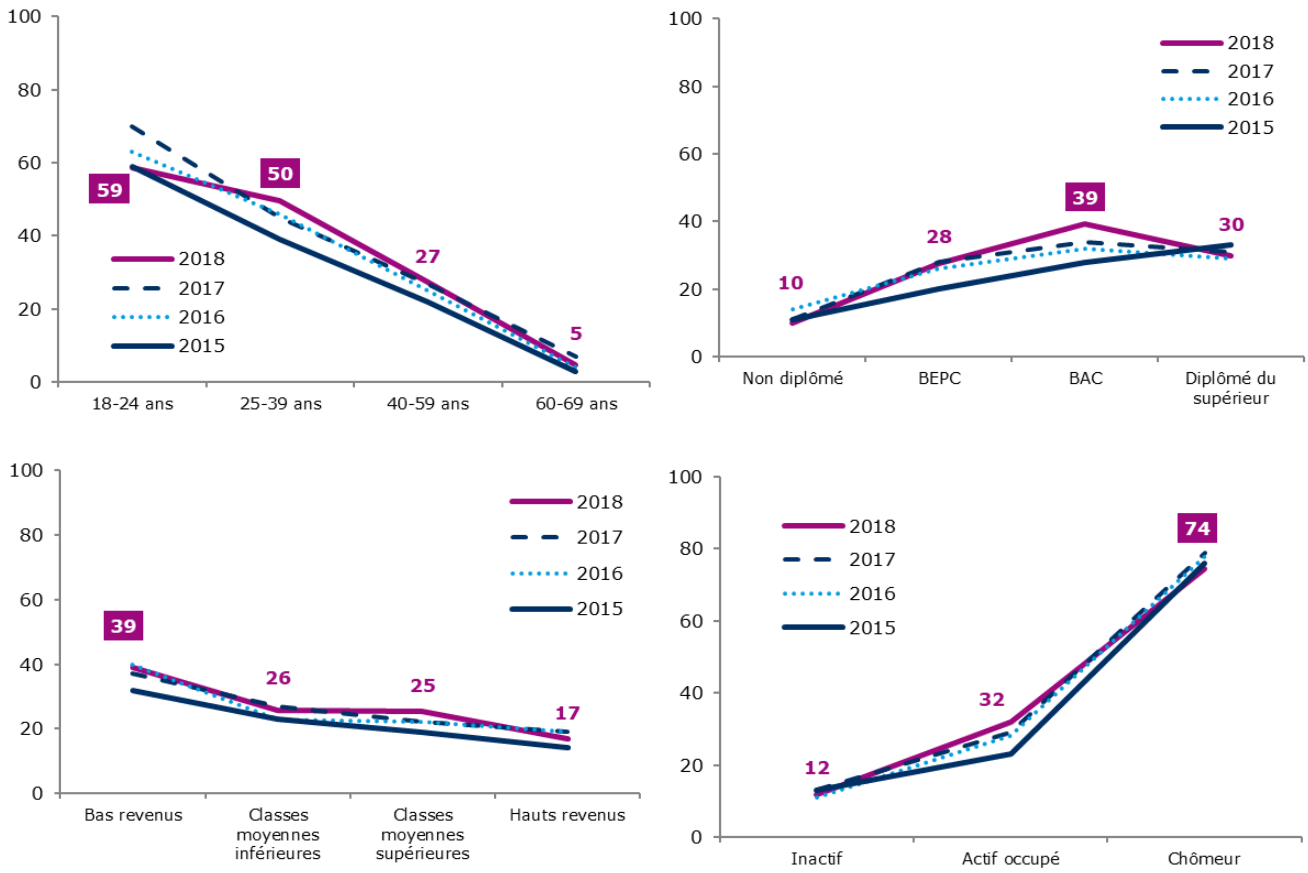 100
80
60
40
20
0
59
50
27
5
2018
2017
2016
2015
18-24 ans
25-39 ans
40-59 ans
60-69 ans
100
80
60
40
20
0
10
28
39
30
2018
2017
2016
2015
Non diplômé
BEPC
BAC
Diplômé du
supérieur
100
80
60
40
20
0
39
26
25
17
2018
2017
2016
2015
Bas revenus
Classes
moyennes
inférieures
Classes
moyennes
supérieures
Hauts revenus
100
80
60
40
20
0
12
32
74
2018
2017
2016
2015
Inactif
Actif occupé
Chômeur